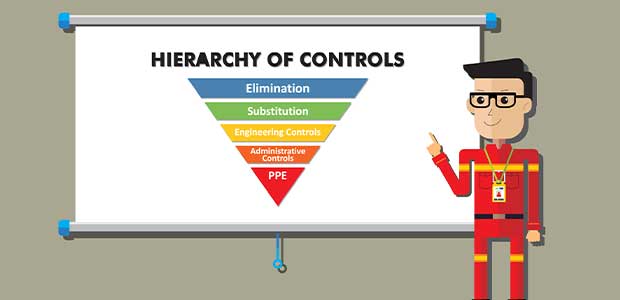 HIERARCHY OF CONTROLS
Elimination
Substitution
Engineering Controls
Administrative
Controls
PPE